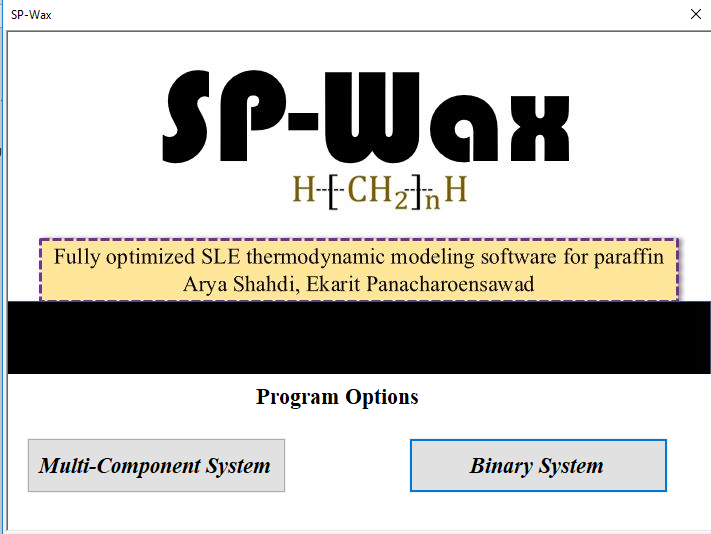 SP-Wax
SP-Wax
H-[-CH2-]-nH
Fully optimized SLE thermodynamic modeling software for paraffin
Arya Shahdi, Ekarit Panacharoensawad
Program Options
Multi-Component System
Binary System